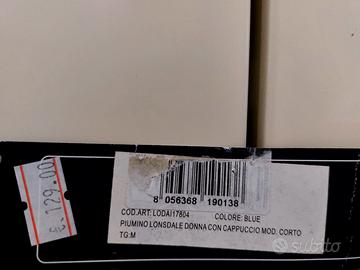 €. 129.00
8 056368 190138
COD.ART: LODAI17804 COLORE: BLUE
PIUMINO LONSDALE DONNA CON CAPPUCCIO MOD. CORTO
TG:M
subito